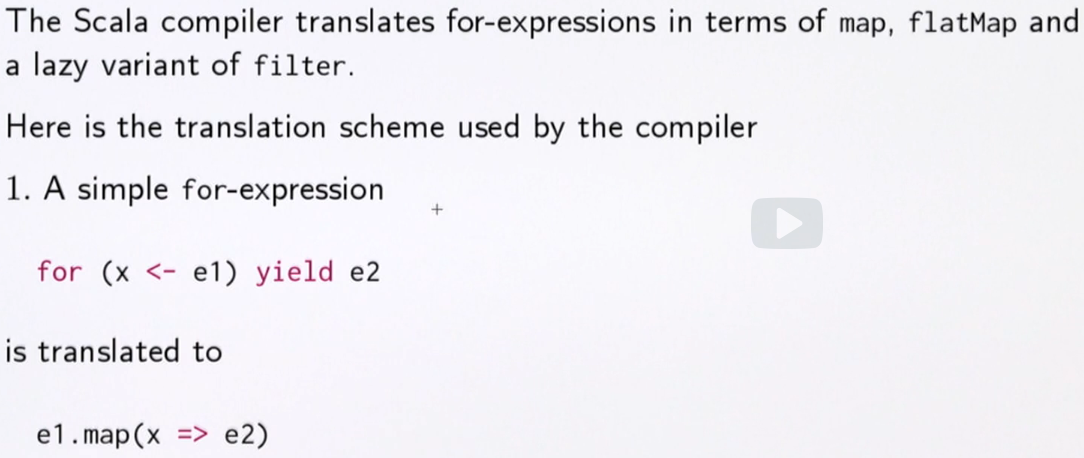 The Scala compiler translates for-expressions in terms of map, flatMap and
a lazy variant of filter.
Here is the translation scheme used by the compiler
1. A simple for-expression
for (x <- e1) yield e2
is translated to
e1.map(x => e2)